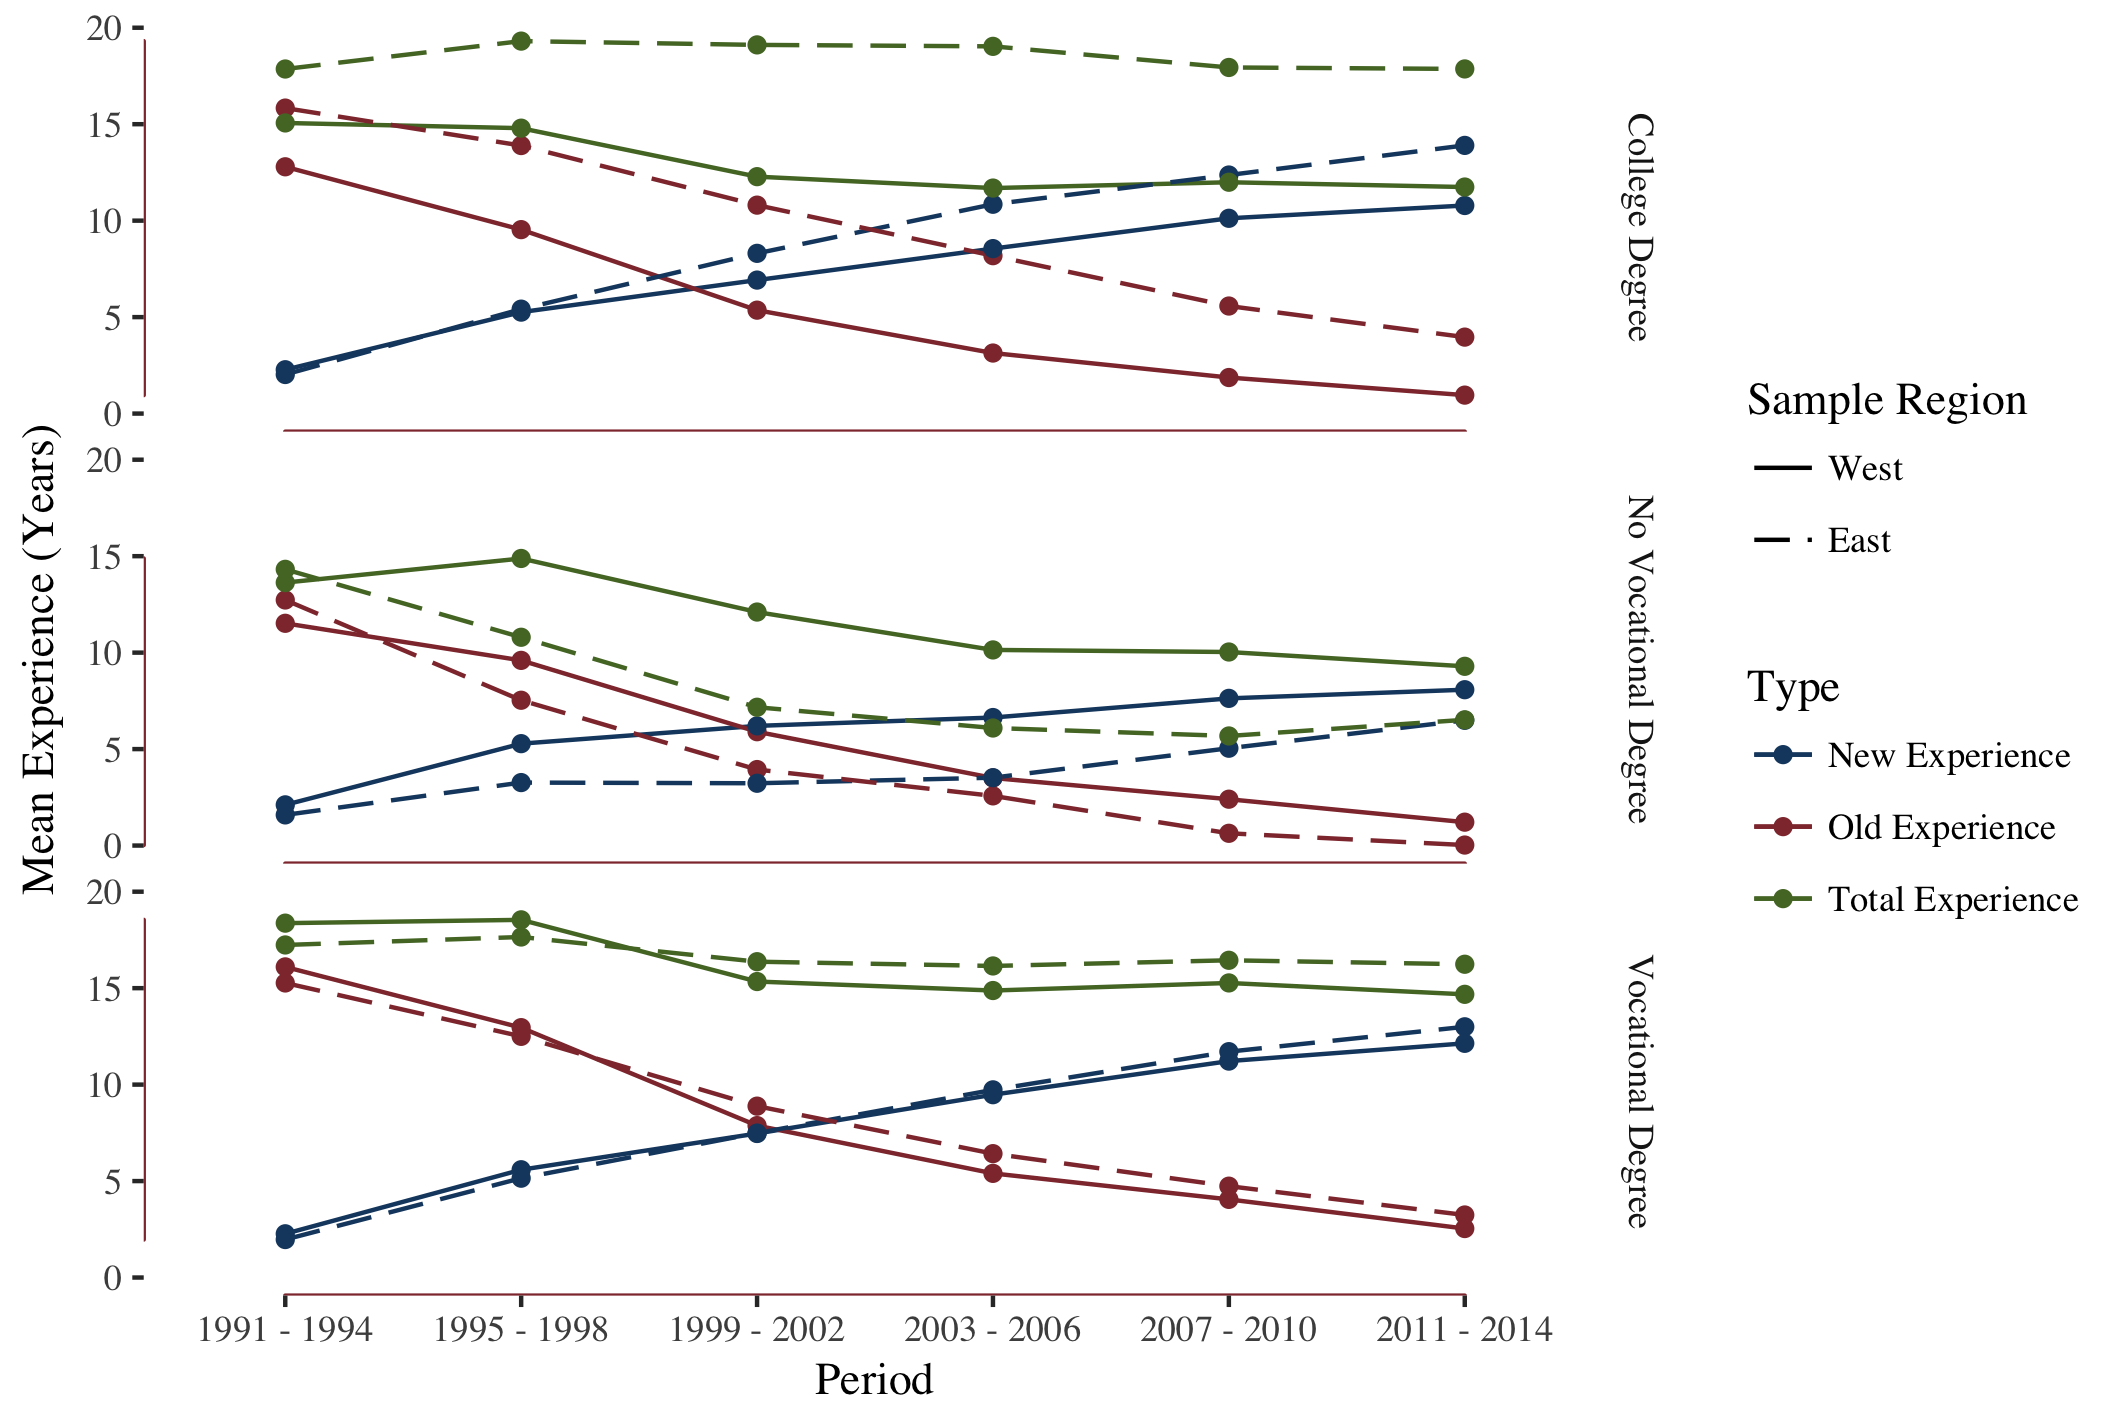 20
15
10
5
0
College Degree
20
15
10
5
0
No Vocational Degree
20
15
10
5
0
Vocational Degree
Mean Experience (Years)
1991 - 1994 1995 - 1998 1999 - 2002 2003 - 2006 2007 - 2010 2011 - 2014
Period
Sample Region
West
East
Type
New Experience
Old Experience
Total Experience